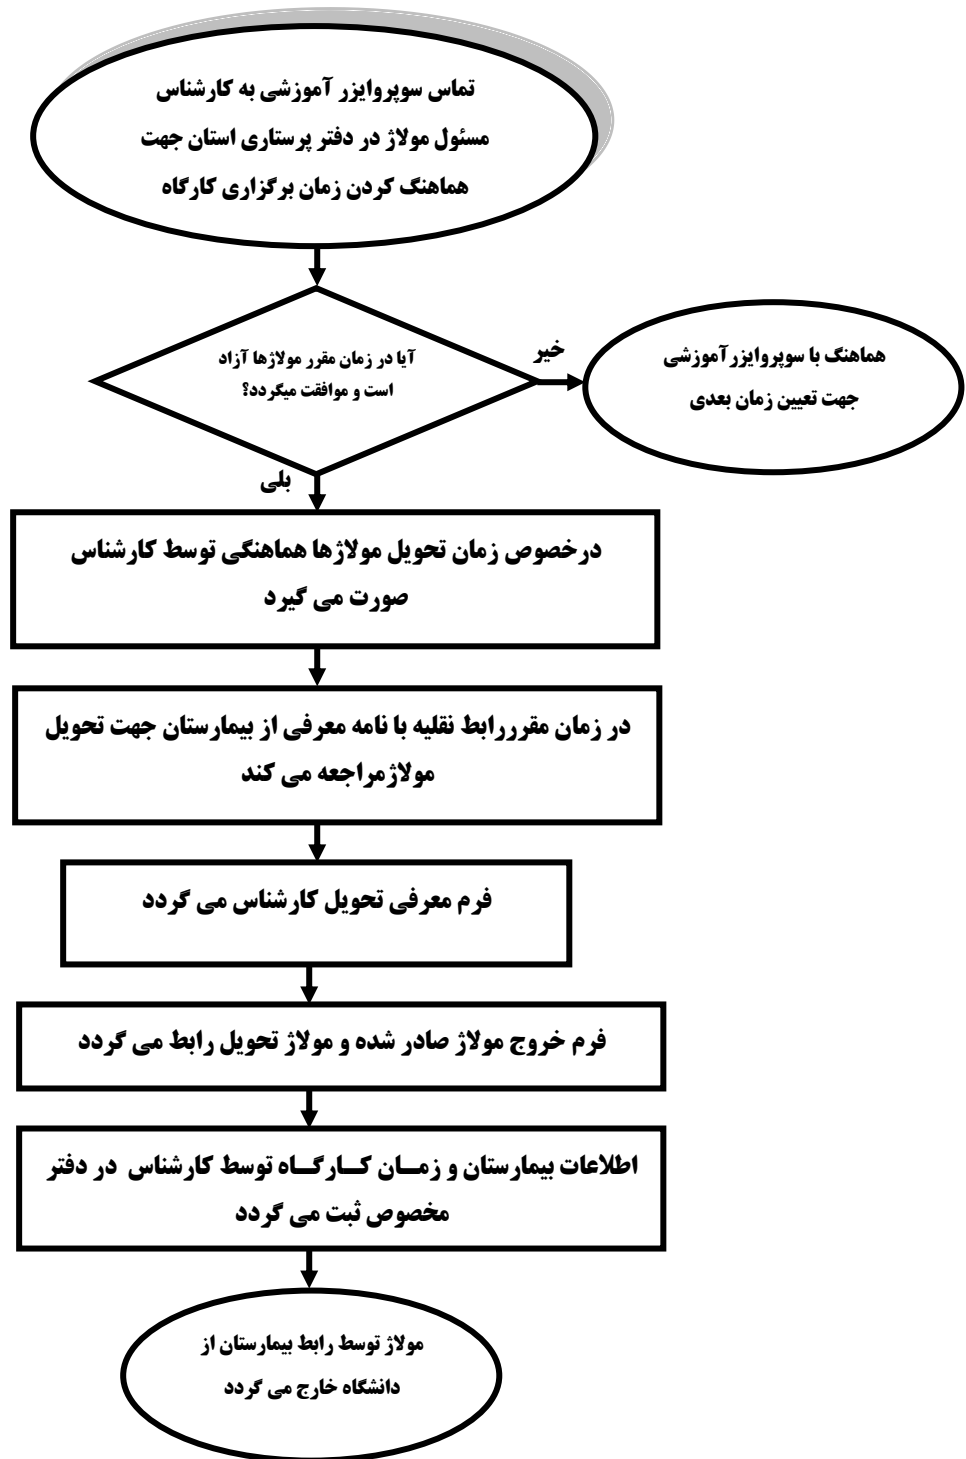 تماس سوپروایزر آموزشی به کارشناس
مسئول مولاژ در دفتر پرستاری استان جهت
هماهنگ کردن زمان برگزاری کارگاه
آیا در زمان مقرر مولاژها آزاد
است و موافقت میگردد؟
خیر
هماهنگ با سوپروایزرآموزشی
جهت تعیین زمان بعدی
بلی
درخصوص زمان تحویل مولاژها هماهنگی توسط کارشناس
صورت می گیرد
در زمان مقرررابط نقلیه با نامه معرفی از بیمارستان جهت تحویل
مولاژمراجعه می کند
فرم معرفی تحویل کارشناس می گردد
فرم خروج مولاژ صادر شده و مولاژ تحویل رابط می گردد
اطلاعات بیمارستان و زمـان کـارگـاه توسط کارشناس در دفتر
مخصوص ثبت می گردد
مولاژ توسط رابط بیمارستان از
دانشگاه خارج می گردد